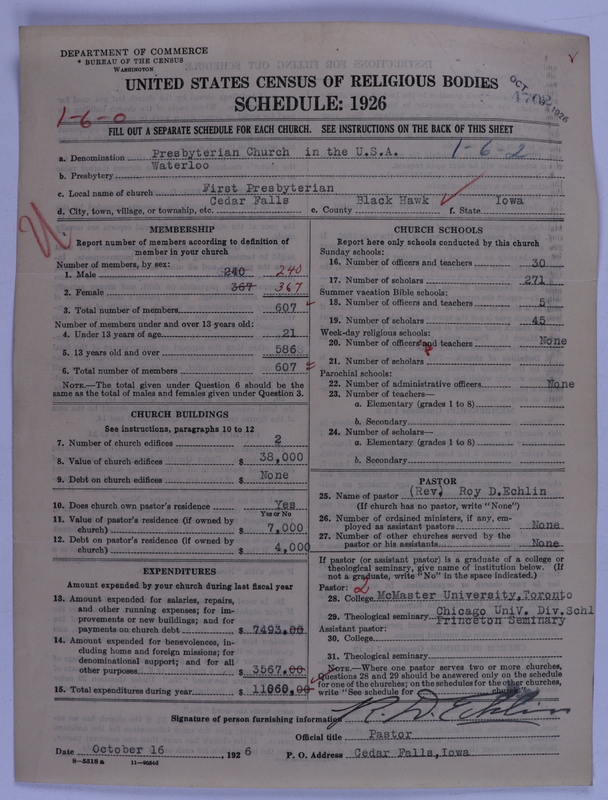 DEPARTMENT OF COMMERCE
BUREAU OF THE CENSUS
WASHINGTON
UNITED STATES CENSUS OF RELIGIOUS BODIES
SCHEDULE: 1926
OCT 1926
1-6-0
FILL OUT A SEPARATE SCHEDULE FOR EACH CHURCH. SEE INSTRUCTIONS ON THE BACK OF THIS SHEET
a. Denomination Presbyterian Church in the U.S.A. 1-6-2
b. Presbytery Waterloo
c. Local name of church First Presbyterian
d. City, town, village, or township, etc. Cedar Falls e. County Black Hawk f. State Iowa
MEMBERSHIP
Report number of members according to definition of
member in your church
Number of members, by sex:
1. Male 240 240
2. Female 367 367
3. Total number of members 607
Number of members under and over 13 years old:
4. Under 13 years of age 21
5. 13 years old and over 586
6. Total number of members 607
NOTE.—The total given under Question 6 should be the
same as the total of males and females given under Question 3.
CHURCH BUILDINGS
See instructions, paragraphs 10 to 12
7. Number of church edifices 2
8. Value of church edifices $ 38,000
9. Debt on church edifices $ None
10. Does church own pastor's residence Yes
Yes or No
11. Value of pastor's residence (if owned by
church) $ 7,000
12. Debt on pastor's residence (if owned by
church) $ 4,000
EXPENDITURES
Amount expended by your church during last fiscal year
13. Amount expended for salaries, repairs,
and other running expenses; for im-
provements or new buildings; and for
payments on church debt $ 7493.00
14. Amount expended for benevolences, in-
cluding home and foreign missions; for
denominational support; and for all
other purposes $ 3567.00
15. Total expenditures during year $ 11060.00
CHURCH SCHOOLS
Report here only schools conducted by this church
Sunday schools:
16. Number of officers and teachers 30
17. Number of scholars 271
Summer vacation Bible schools:
18. Number of officers and teachers 5
19. Number of scholars 45
Week-day religious schools:
20. Number of officers and teachers None
21. Number of scholars
Parochial schools:
22. Number of administrative officers None
23. Number of teachers—
a. Elementary (grades 1 to 8)
b. Secondary
24. Number of scholars—
a. Elementary (grades 1 to 8)
b. Secondary
PASTOR
25. Name of pastor (Rev) Roy D.Echlin
(If church has no pastor, write "None")
26. Number of ordained ministers, if any, em-
ployed as assistant pastors None
27. Number of other churches served by the
pastor or his assistants None
If pastor (or assistant pastor) is a graduate of a college or
theological seminary, give name of institution below. (If
not a graduate, write "No" in the space indicated.)
Pastor: 2
28. College McMaster University,Toronto
29. Theological seminary Chicago Univ. Div.Schl
Princeton Seminary
Assistant pastor:
30. College
31. Theological seminary
NOTE.—Where one pastor serves two or more churches,
Questions 28 and 29 should be answered only on the schedule
for one of the churches; on the schedules for the other churches,
write "See schedule for church"
Signature of person furnishing information R. D. Echlin
Official title Pastor
Date October 16, 1926 P. O. Address Cedar Falls,Iowa
8—5518 a